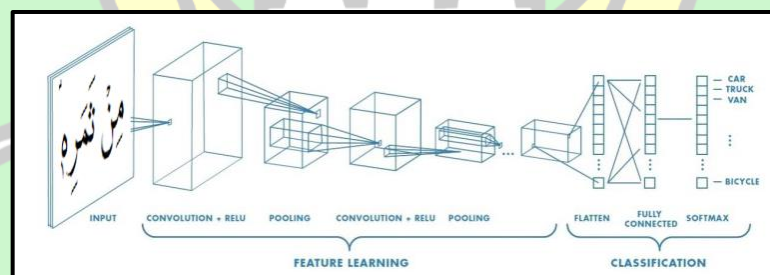 مِنْ ثَمَرِهِ
CAR
TRUCK
VAN
BICYCLE
INPUT
CONVOLUTION + RELU
POOLING
CONVOLUTION + RELU
POOLING
FLATTEN
FULLY
CONNECTED
SOFTMAX
FEATURE LEARNING
CLASSIFICATION